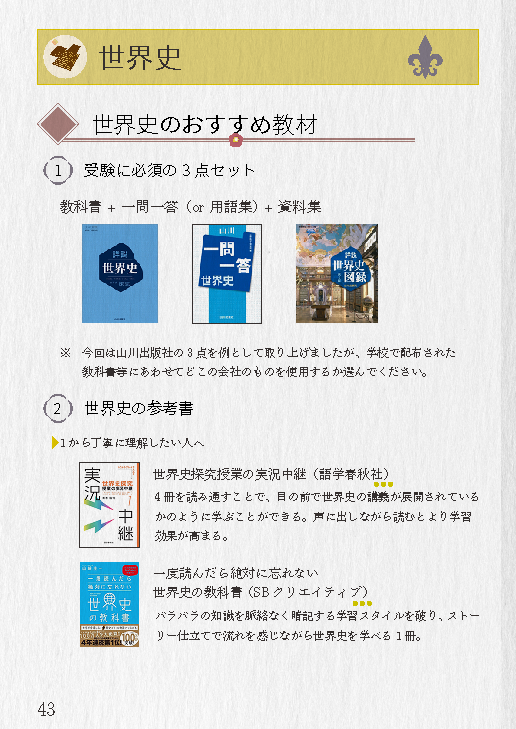 世界史
世界史のおすすめ教材
1 受験に必須の3点セット
教科書 + 一問一答（or 用語集）+ 資料集
詳説
世界史
山川
一問
一答
世界史
詳説
世界史
図録
※ 今回は山川出版社の3点を例として取り上げましたが、学校で配布された
教科書等にあわせてどこの会社のものを使用するか選んでください。
2 世界史の参考書
1から丁寧に理解したい人へ
実況
中継
世界史探究
授業の実況中継
世界史探究授業の実況中継（語学春秋社）
4冊を読み通すことで、目の前で世界史の講義が展開されている
かのように学ぶことができる。声に出しながら読むとより学習
効果が高まる。
一度読んだら
絶対に忘れない
世界史
の教科書
一度読んだら絶対に忘れない
世界史の教科書（SBクリエイティブ）
バラバラの知識を脈絡なく暗記する学習スタイルを破り、ストー
リー仕立てで流れを感じながら世界史を学べる1冊。
43